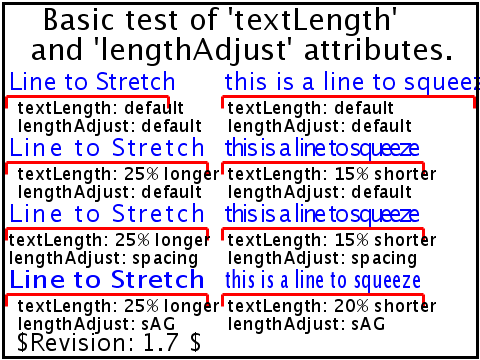 Basic test of 'textLength'
and 'lengthAdjust' attributes.
Line to Stretch
this is a line to squeeze
textLength: default
lengthAdjust: default
textLength: default
lengthAdjust: default
Line to Stretch
this is a line to squeeze
textLength: 25% longer
lengthAdjust: default
textLength: 15% shorter
lengthAdjust: default
Line to Stretch
this is a line to squeeze
textLength: 25% longer
lengthAdjust: spacing
textLength: 15% shorter
lengthAdjust: spacing
Line to Stretch
this is a line to squeeze
textLength: 25% longer
lengthAdjust: sAG
textLength: 20% shorter
lengthAdjust: sAG
$Revision: 1.7 $